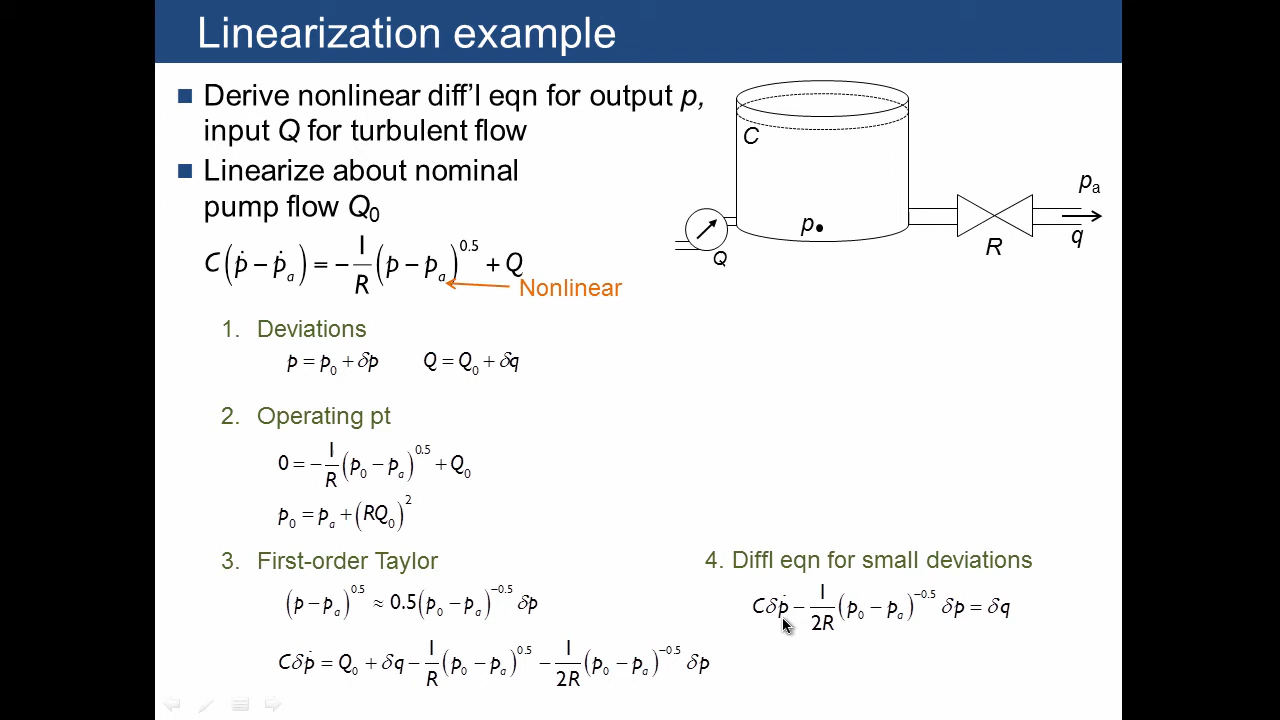 Linearization example
Derive nonlinear diff'l eqn for output p,
input Q for turbulent flow
Linearize about nominal
pump flow Q₀
C(ṗ − ṗₐ) = −1/R (p − pₐ)^0.5 + Q
Nonlinear
C
p
Q
R
pₐ
q
1. Deviations
p = p₀ + δp Q = Q₀ + δq
2. Operating pt
0 = −1/R (p₀ − pₐ)^0.5 + Q₀
p₀ = pₐ + (RQ₀)²
3. First-order Taylor
(p − pₐ)^0.5 ≈ 0.5(p₀ − pₐ)^−0.5 δp
Cδṗ = Q₀ + δq − 1/R (p₀ − pₐ)^0.5 − 1/2R (p₀ − pₐ)^−0.5 δp
4. Diffl eqn for small deviations
Cδṗ − 1/2R (p₀ − pₐ)^−0.5 δp = δq